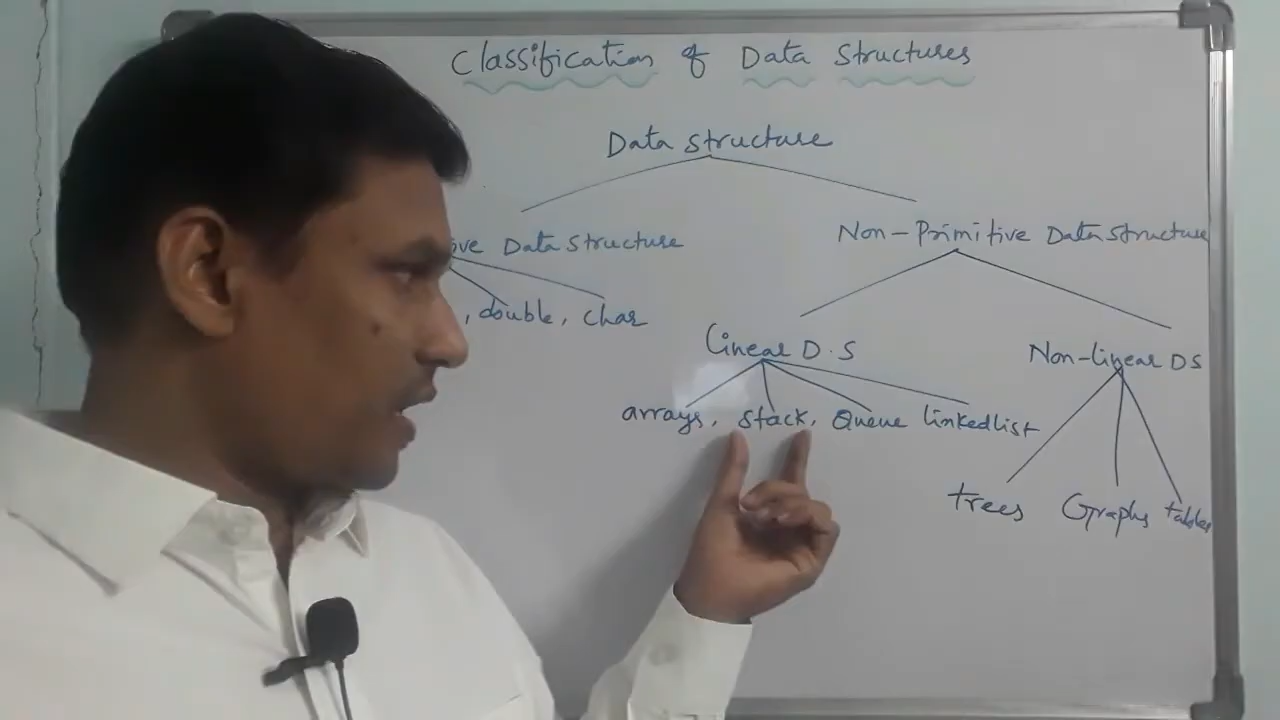 Classification of Data Structures
Data Structure
Data Structure
Non-Primitive Data Structure
, double, char
Linear D.S
Non-linear DS
arrays, stack, Queue linkedlist
trees Graphs tables